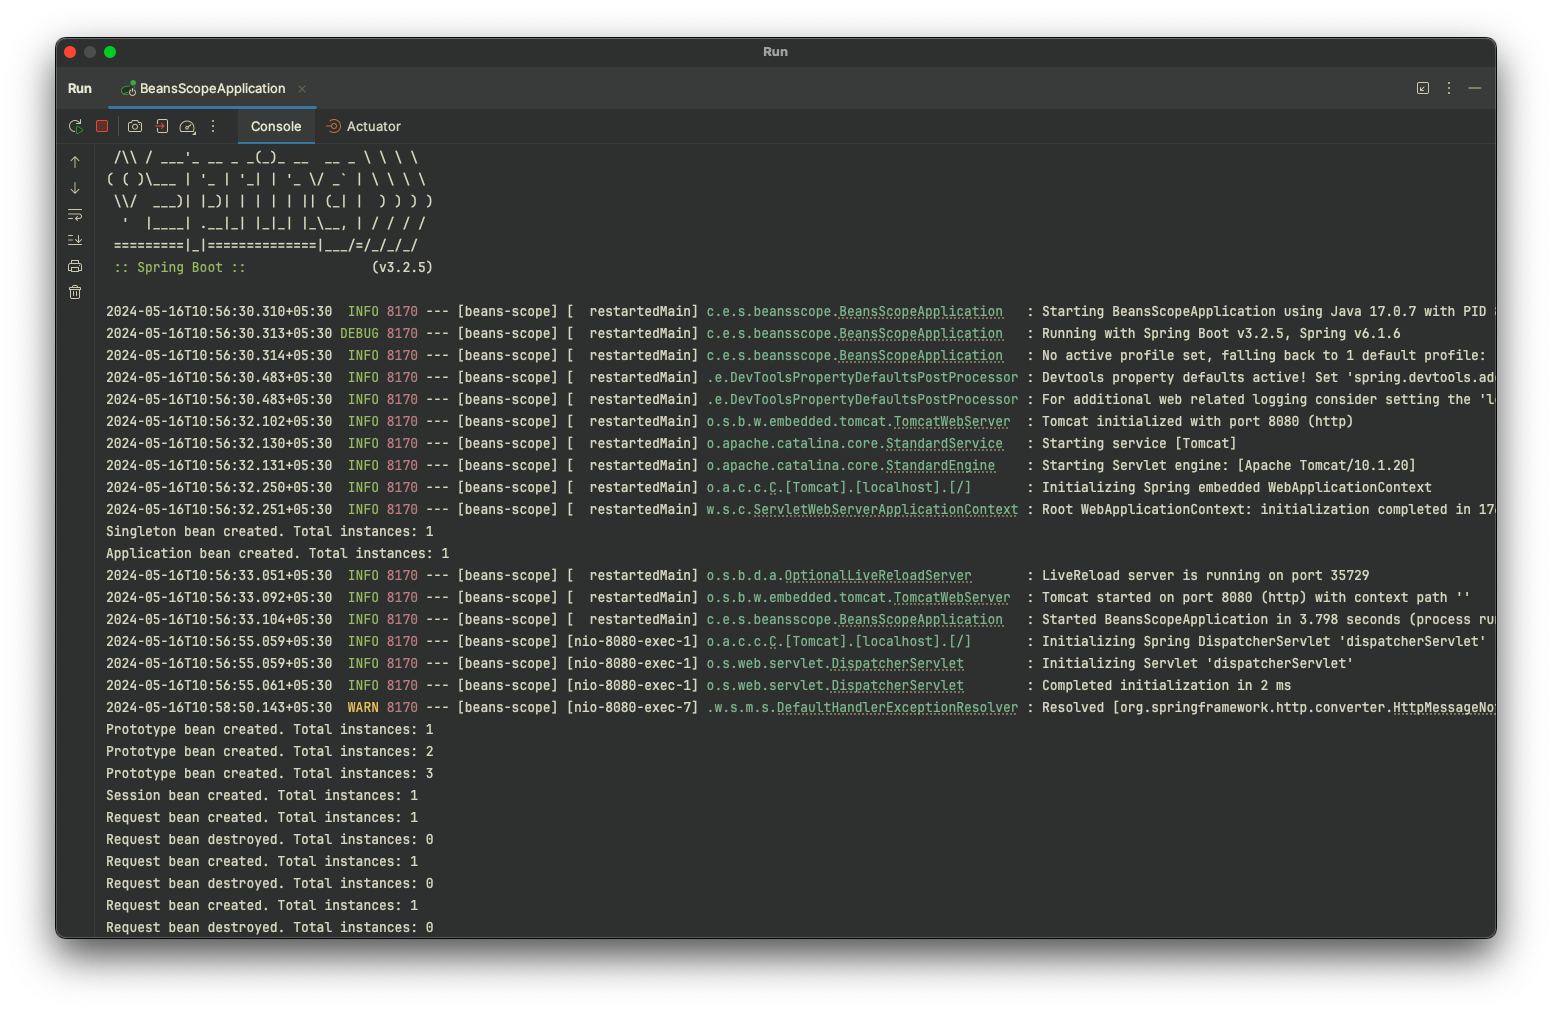 Run
Run BeansScopeApplication
Console Actuator
 /\\ / ___'_ __ _ _(_)_ __  __ _ \ \ \ \
( ( )\___ | '_ | '_| | '_ \/ _` | \ \ \ \
 \\/  ___)| |_)| | | | | || (_| |  ) ) ) )
  '  |____| .__|_| |_|_| |_\__, | / / / /
 =========|_|==============|___/=/_/_/_/
 :: Spring Boot ::                (v3.2.5)
2024-05-16T10:56:30.310+05:30  INFO 8170 --- [beans-scope] [  restartedMain] c.e.s.beansscope.BeansScopeApplication   : Starting BeansScopeApplication using Java 17.0.7 with PID
2024-05-16T10:56:30.313+05:30 DEBUG 8170 --- [beans-scope] [  restartedMain] c.e.s.beansscope.BeansScopeApplication   : Running with Spring Boot v3.2.5, Spring v6.1.6
2024-05-16T10:56:30.314+05:30  INFO 8170 --- [beans-scope] [  restartedMain] c.e.s.beansscope.BeansScopeApplication   : No active profile set, falling back to 1 default profile:
2024-05-16T10:56:30.483+05:30  INFO 8170 --- [beans-scope] [  restartedMain] .e.DevToolsPropertyDefaultsPostProcessor : Devtools property defaults active! Set 'spring.devtools.ad
2024-05-16T10:56:30.483+05:30  INFO 8170 --- [beans-scope] [  restartedMain] .e.DevToolsPropertyDefaultsPostProcessor : For additional web related logging consider setting the 'l
2024-05-16T10:56:32.102+05:30  INFO 8170 --- [beans-scope] [  restartedMain] o.s.b.w.embedded.tomcat.TomcatWebServer  : Tomcat initialized with port 8080 (http)
2024-05-16T10:56:32.130+05:30  INFO 8170 --- [beans-scope] [  restartedMain] o.apache.catalina.core.StandardService   : Starting service [Tomcat]
2024-05-16T10:56:32.131+05:30  INFO 8170 --- [beans-scope] [  restartedMain] o.apache.catalina.core.StandardEngine    : Starting Servlet engine: [Apache Tomcat/10.1.20]
2024-05-16T10:56:32.250+05:30  INFO 8170 --- [beans-scope] [  restartedMain] o.a.c.c.C.[Tomcat].[localhost].[/]       : Initializing Spring embedded WebApplicationContext
2024-05-16T10:56:32.251+05:30  INFO 8170 --- [beans-scope] [  restartedMain] w.s.c.ServletWebServerApplicationContext : Root WebApplicationContext: initialization completed in 17
Singleton bean created. Total instances: 1
Application bean created. Total instances: 1
2024-05-16T10:56:33.051+05:30  INFO 8170 --- [beans-scope] [  restartedMain] o.s.b.d.a.OptionalLiveReloadServer       : LiveReload server is running on port 35729
2024-05-16T10:56:33.092+05:30  INFO 8170 --- [beans-scope] [  restartedMain] o.s.b.w.embedded.tomcat.TomcatWebServer  : Tomcat started on port 8080 (http) with context path ''
2024-05-16T10:56:33.104+05:30  INFO 8170 --- [beans-scope] [  restartedMain] c.e.s.beansscope.BeansScopeApplication   : Started BeansScopeApplication in 3.798 seconds (process ru
2024-05-16T10:56:55.059+05:30  INFO 8170 --- [beans-scope] [nio-8080-exec-1] o.a.c.c.C.[Tomcat].[localhost].[/]       : Initializing Spring DispatcherServlet 'dispatcherServlet'
2024-05-16T10:56:55.059+05:30  INFO 8170 --- [beans-scope] [nio-8080-exec-1] o.s.web.servlet.DispatcherServlet        : Initializing Servlet 'dispatcherServlet'
2024-05-16T10:56:55.061+05:30  INFO 8170 --- [beans-scope] [nio-8080-exec-1] o.s.web.servlet.DispatcherServlet        : Completed initialization in 2 ms
2024-05-16T10:58:50.143+05:30  WARN 8170 --- [beans-scope] [nio-8080-exec-7] .w.s.m.s.DefaultHandlerExceptionResolver : Resolved [org.springframework.http.converter.HttpMessageNo
Prototype bean created. Total instances: 1
Prototype bean created. Total instances: 2
Prototype bean created. Total instances: 3
Session bean created. Total instances: 1
Request bean created. Total instances: 1
Request bean destroyed. Total instances: 0
Request bean created. Total instances: 1
Request bean destroyed. Total instances: 0
Request bean created. Total instances: 1
Request bean destroyed. Total instances: 0